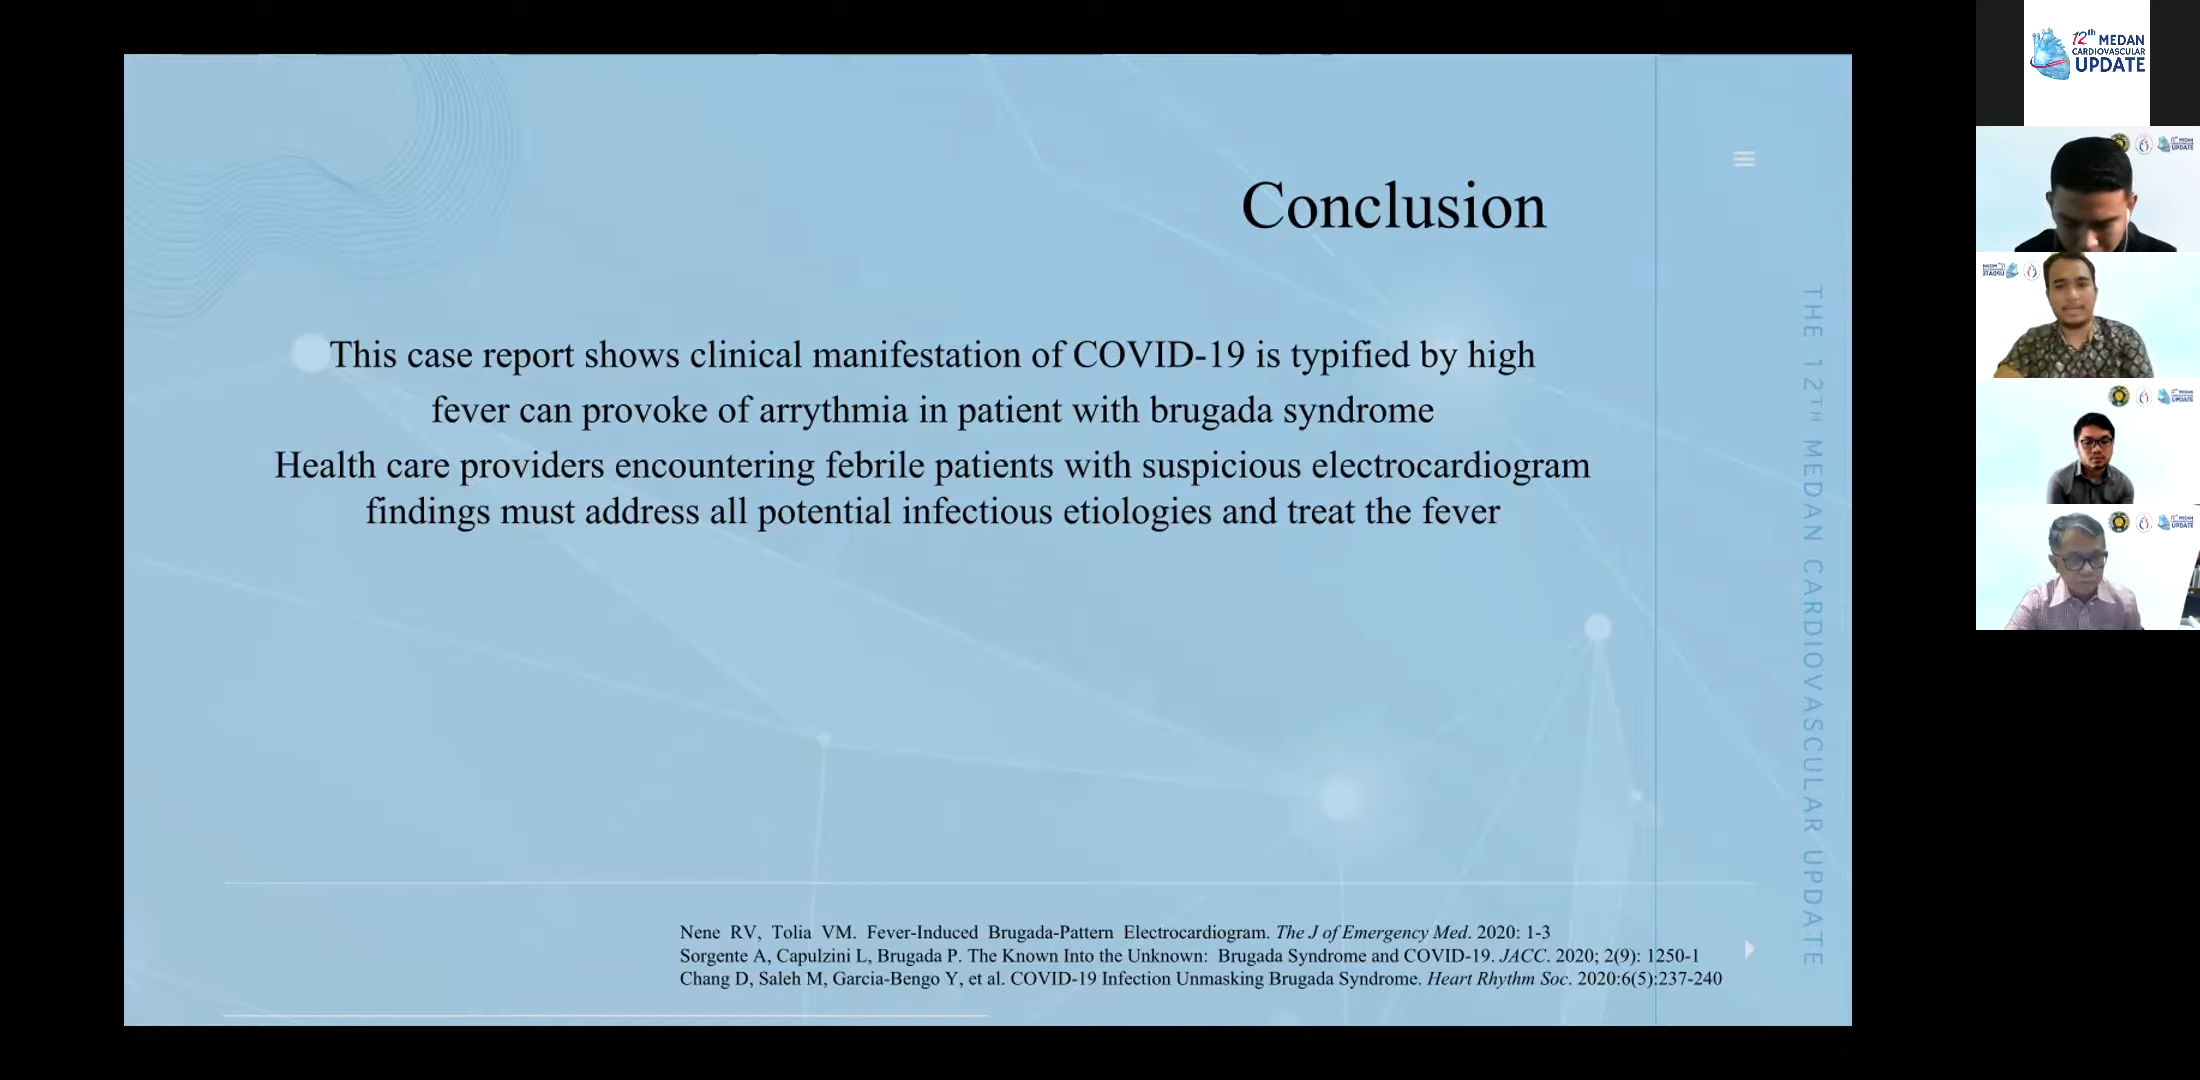 Conclusion
This case report shows clinical manifestation of COVID-19 is typified by high
fever can provoke of arrythmia in patient with brugada syndrome
Health care providers encountering febrile patients with suspicious electrocardiogram
findings must address all potential infectious etiologies and treat the fever
Nene RV, Tolia VM. Fever-Induced Brugada-Pattern Electrocardiogram. The J of Emergency Med. 2020: 1-3
Sorgente A, Capulzini L, Brugada P. The Known Into the Unknown: Brugada Syndrome and COVID-19. JACC. 2020; 2(9): 1250-1
Chang D, Saleh M, Garcia-Bengo Y, et al. COVID-19 Infection Unmasking Brugada Syndrome. Heart Rhythm Soc. 2020:6(5):237-240
THE 12TH MEDAN CARDIOVASCULAR UPDATE
12th MEDAN
CARDIOVASCULAR
UPDATE